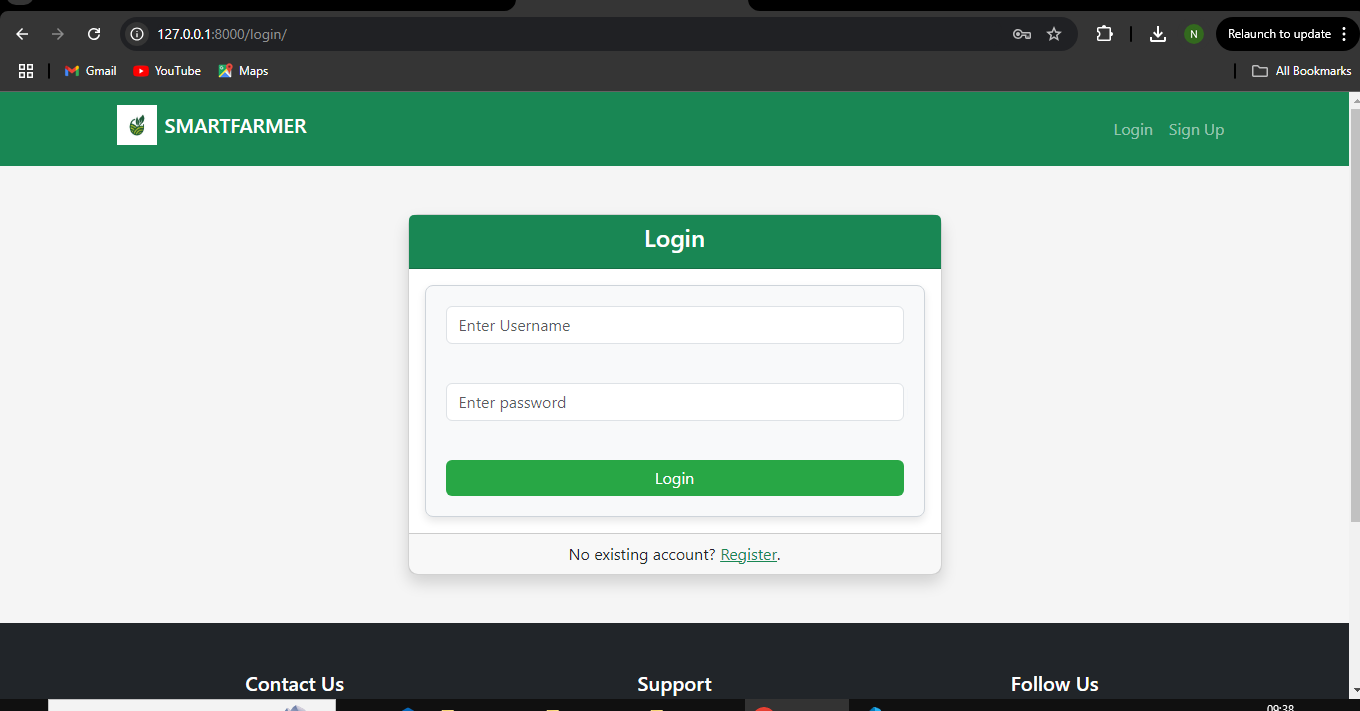 127.0.0.1:8000/login/
N
Relaunch to update
Gmail
YouTube
Maps
All Bookmarks
SMARTFARMER
Login
Sign Up
Login
Enter Username
Enter password
Login
No existing account? Register.
Contact Us
Support
Follow Us
09:38